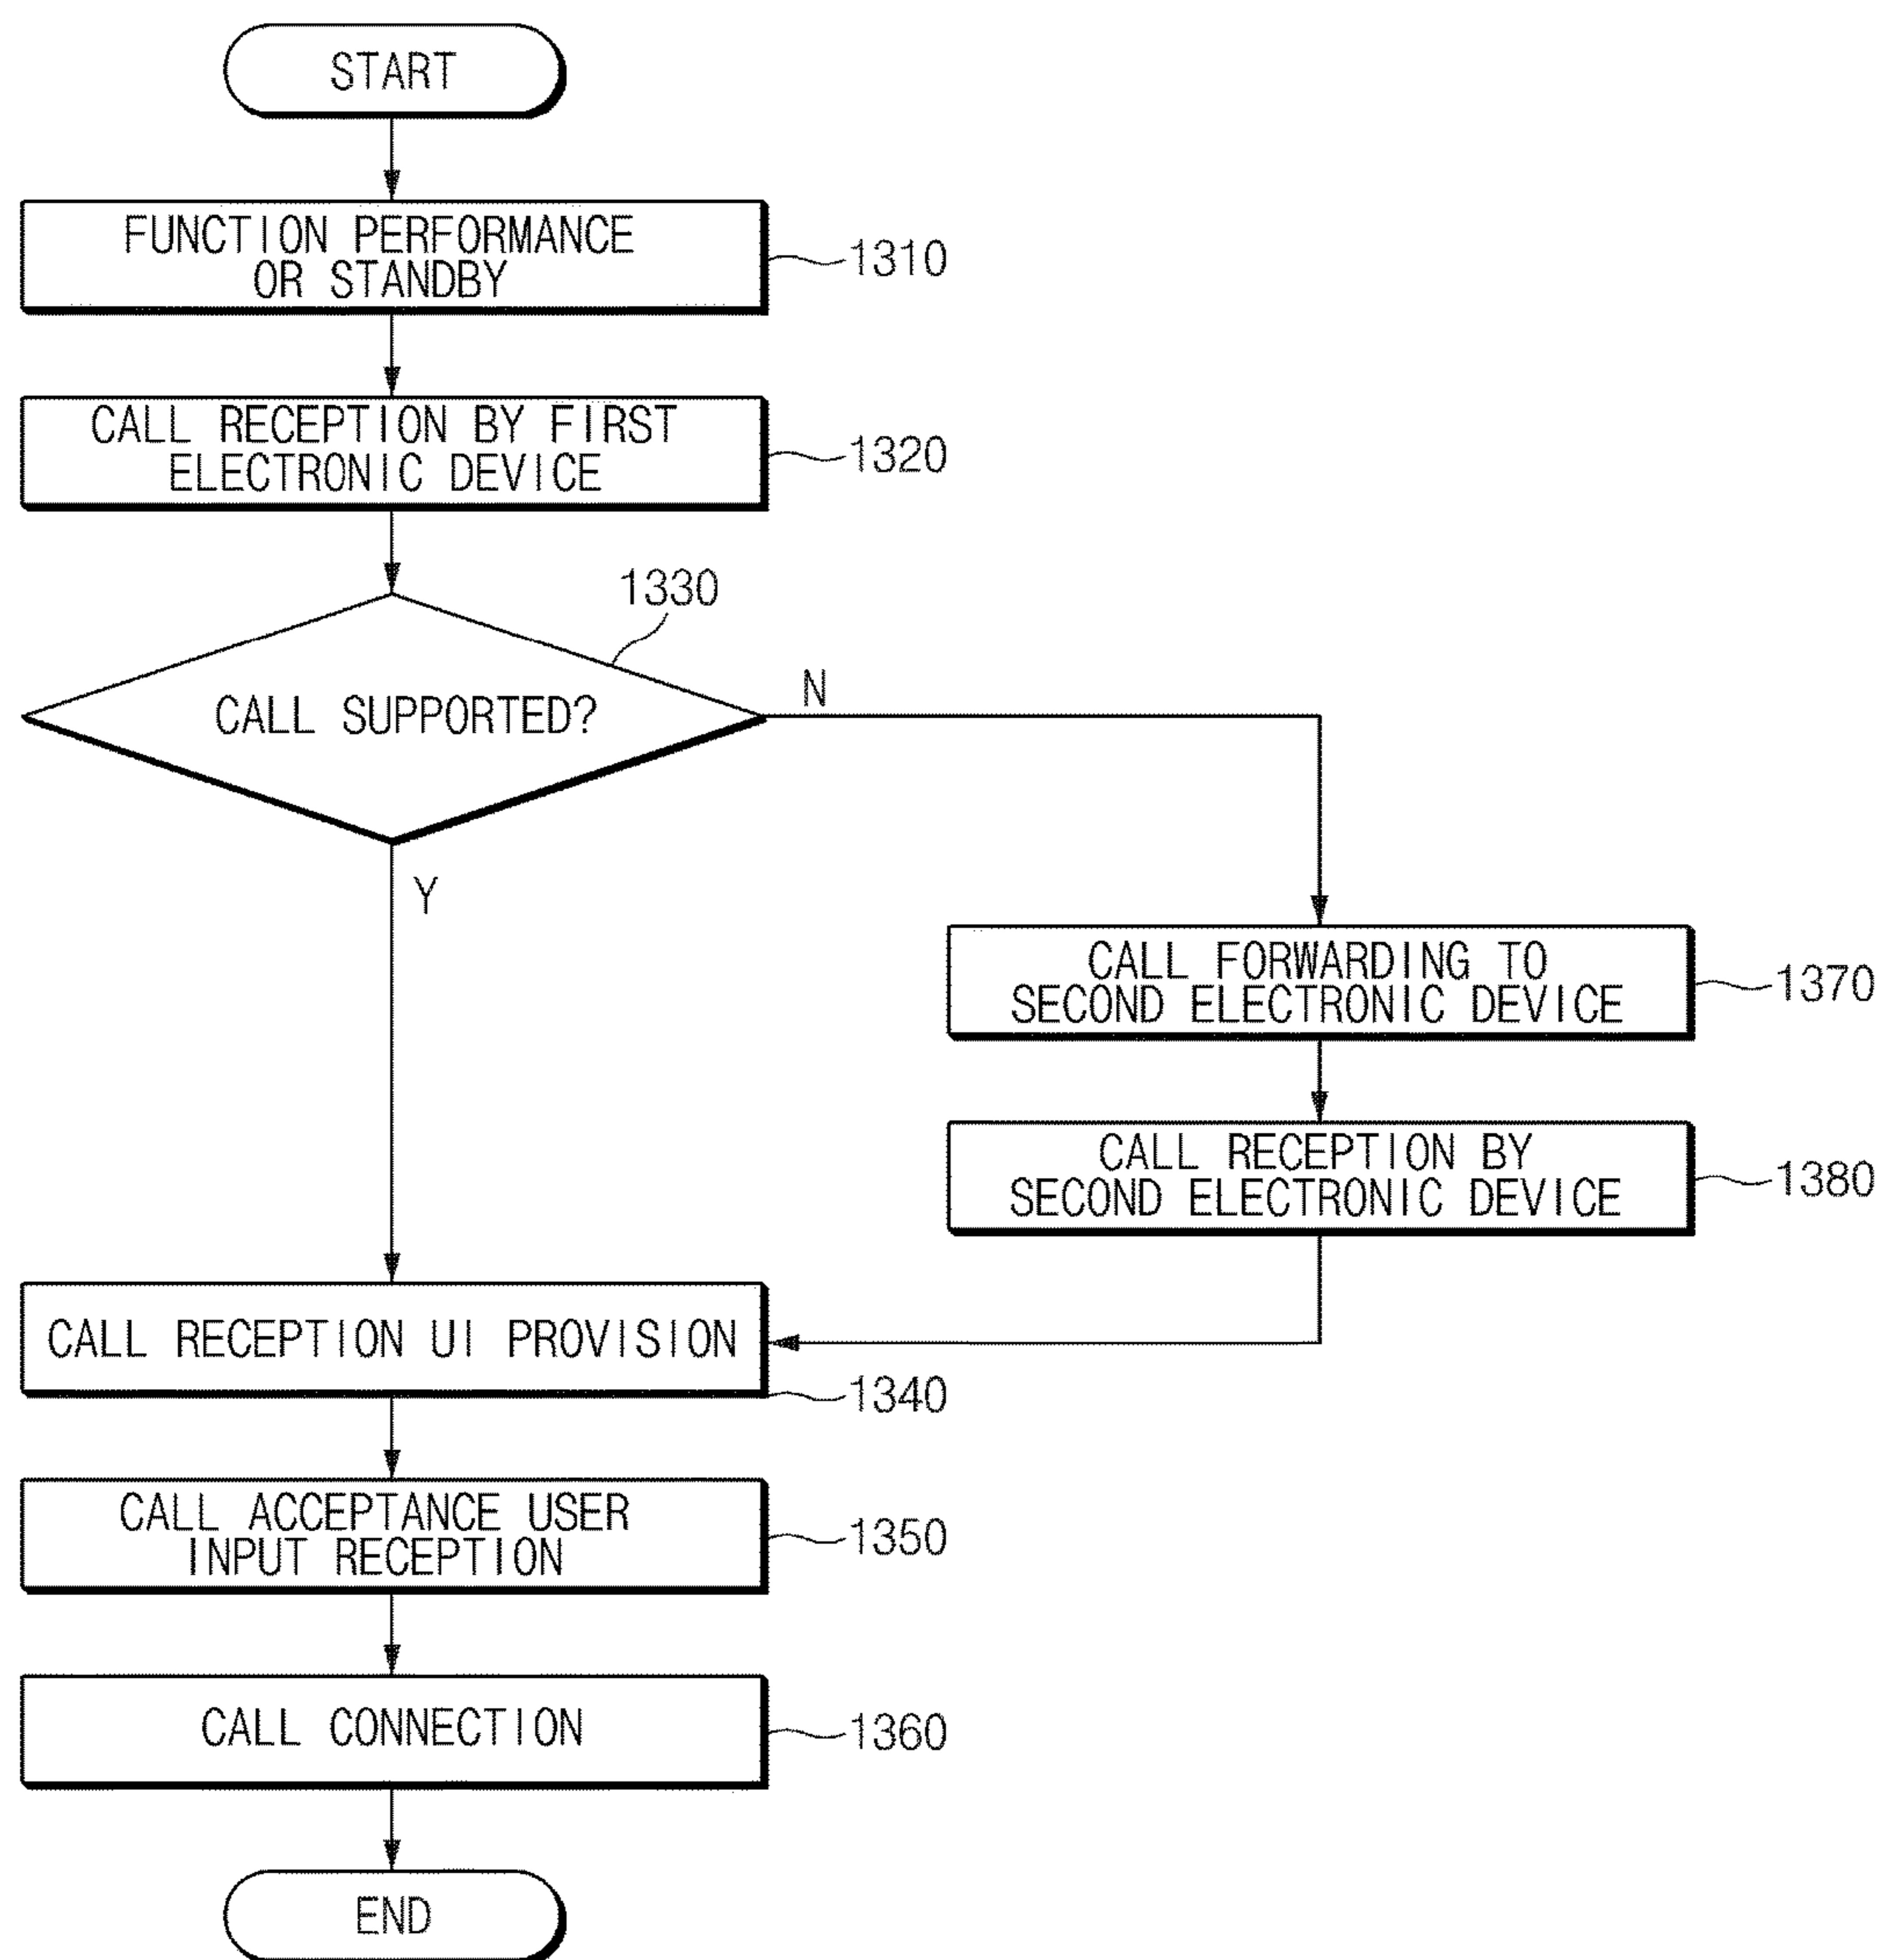 START
FUNCTION PERFORMANCE
OR STANDBY
1310
CALL RECEPTION BY FIRST
ELECTRONIC DEVICE
1320
1330
CALL SUPPORTED?
N
Y
CALL FORWARDING TO
SECOND ELECTRONIC DEVICE
1370
CALL RECEPTION BY
SECOND ELECTRONIC DEVICE
1380
CALL RECEPTION UI PROVISION
1340
CALL ACCEPTANCE USER
INPUT RECEPTION
1350
CALL CONNECTION
1360
END